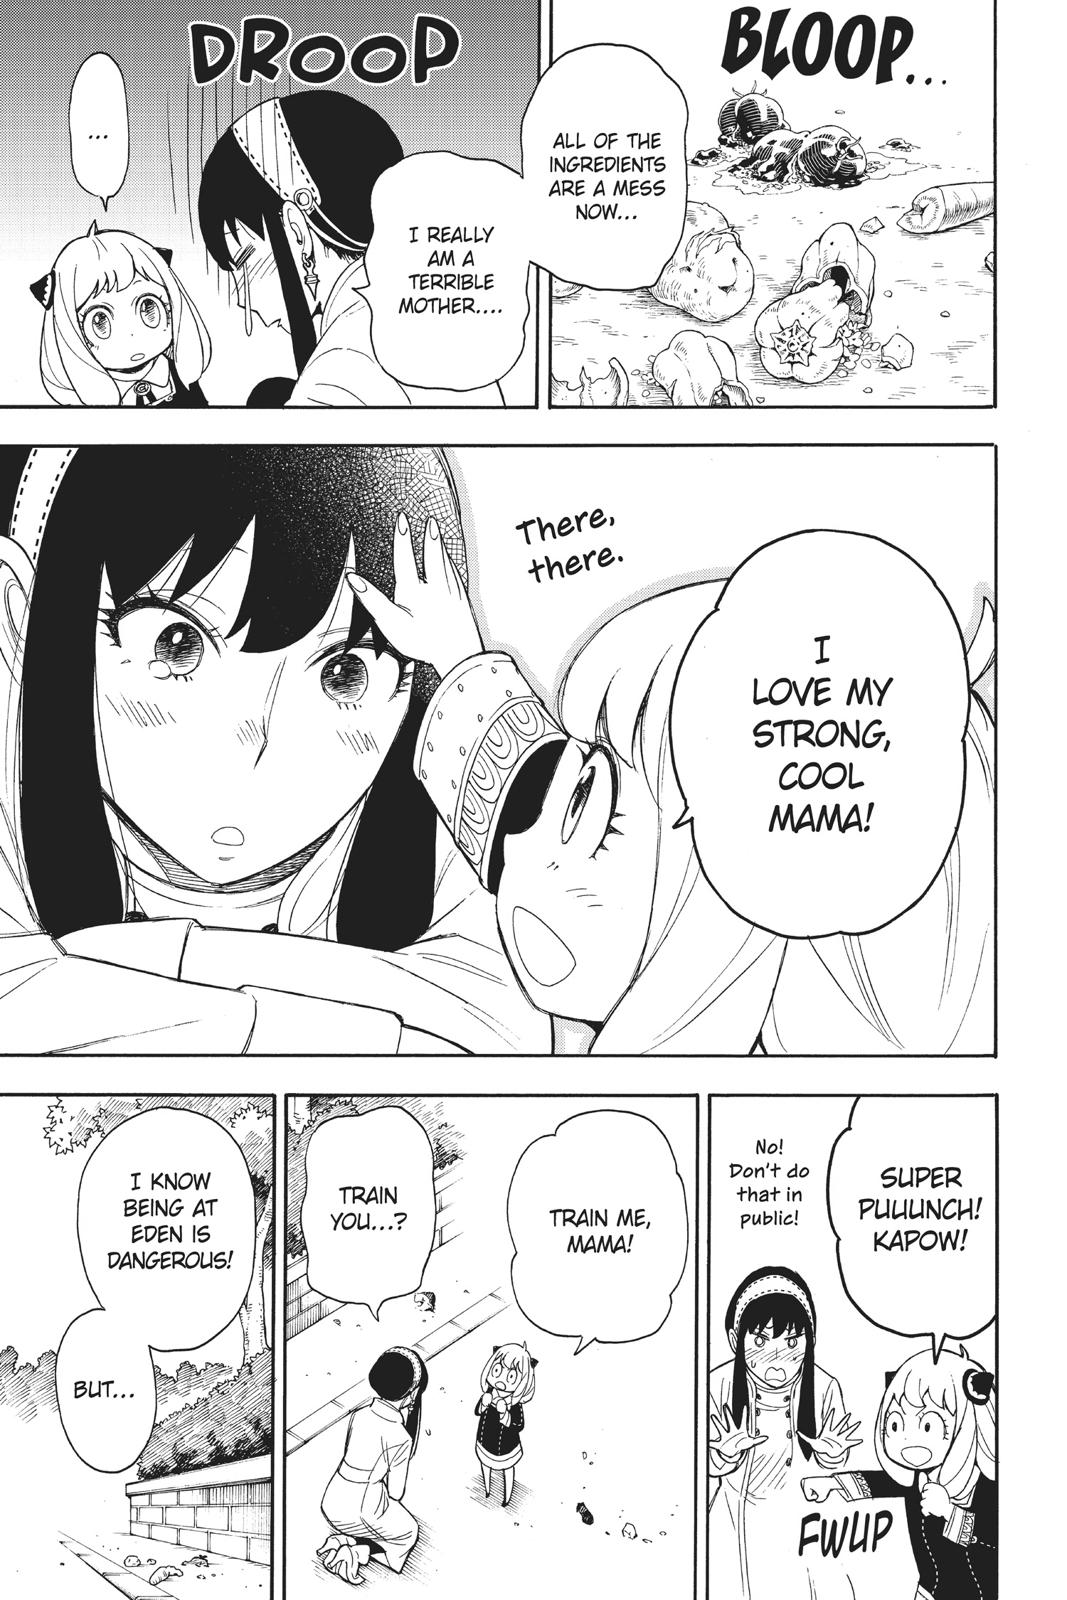 BLOOP...
ALL OF THE
INGREDIENTS
ARE A MESS
NOW...
DROOP
I REALLY
AM A
TERRIBLE
MOTHER....
...
There,
there.
I
LOVE MY
STRONG,
COOL
MAMA!
SUPER
PUUUNCH!
KAPOW!
No!
Don't do
that in
public!
FWUP
TRAIN ME,
MAMA!
TRAIN
YOU...?
I KNOW
BEING AT
EDEN IS
DANGEROUS!
BUT...